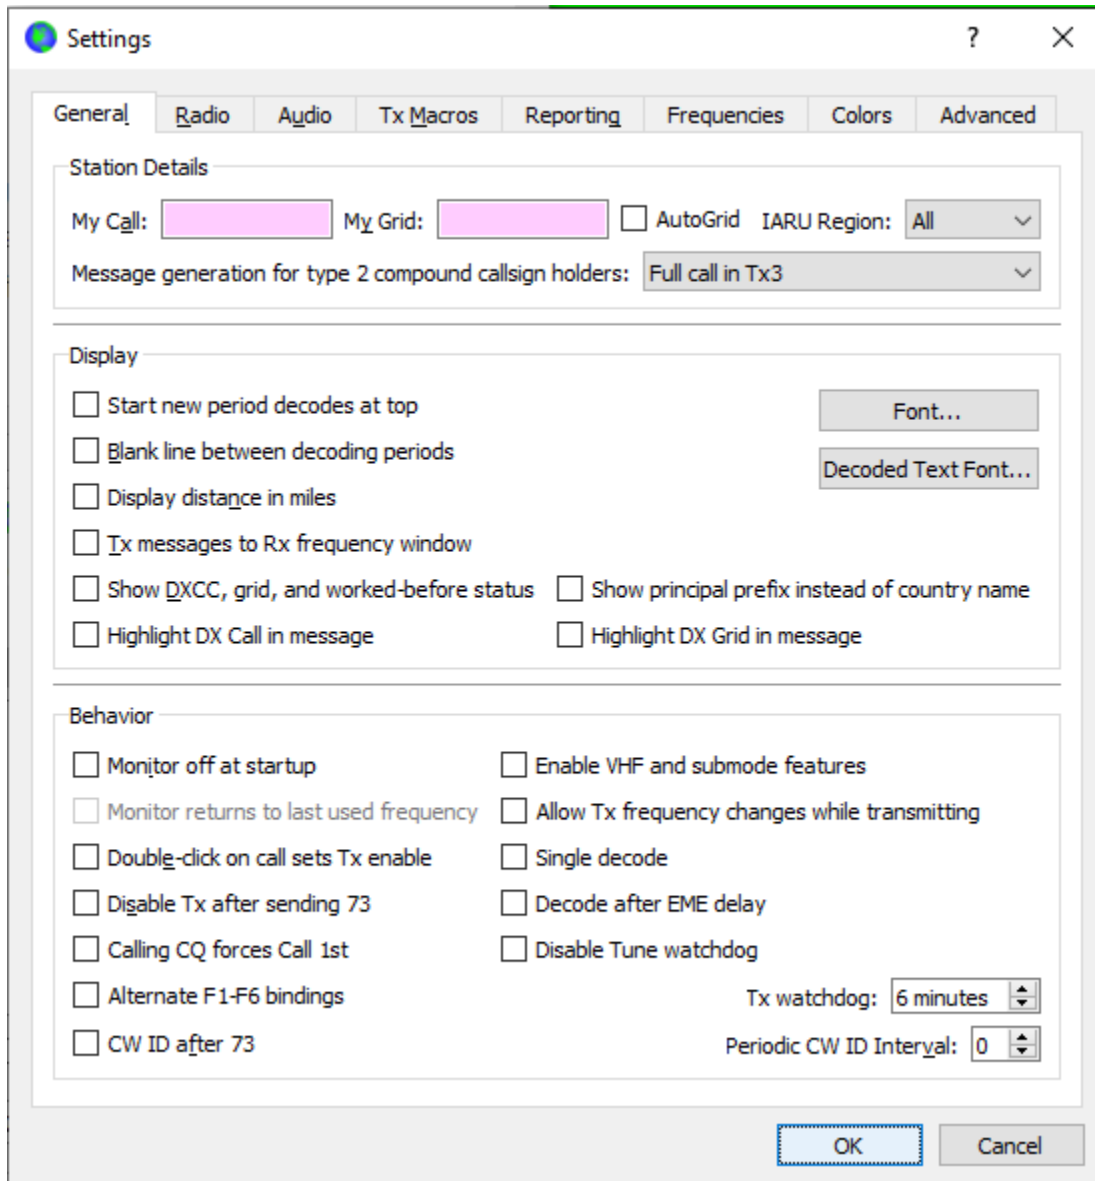 Settings
?
General Radio Audio Tx Macros Reporting Frequencies Colors Advanced
Station Details
My Call: My Grid: AutoGrid IARU Region: All
Message generation for type 2 compound callsign holders: Full call in Tx3
Display
Start new period decodes at top Font...
Blank line between decoding periods Decoded Text Font...
Display distance in miles
Tx messages to Rx frequency window
Show DXCC, grid, and worked-before status Show principal prefix instead of country name
Highlight DX Call in message Highlight DX Grid in message
Behavior
Monitor off at startup Enable VHF and submode features
Monitor returns to last used frequency Allow Tx frequency changes while transmitting
Double-click on call sets Tx enable Single decode
Disable Tx after sending 73 Decode after EME delay
Calling CQ forces Call 1st Disable Tune watchdog
Alternate F1-F6 bindings Tx watchdog: 6 minutes
CW ID after 73 Periodic CW ID Interval: 0
OK Cancel